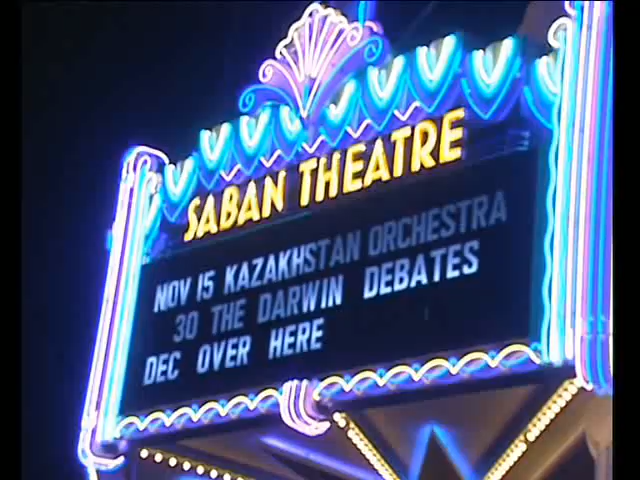 SABAN THEATRE
NOV 15 KAZAKHSTAN ORCHESTRA
30 THE DARWIN DEBATES
DEC OVER HERE